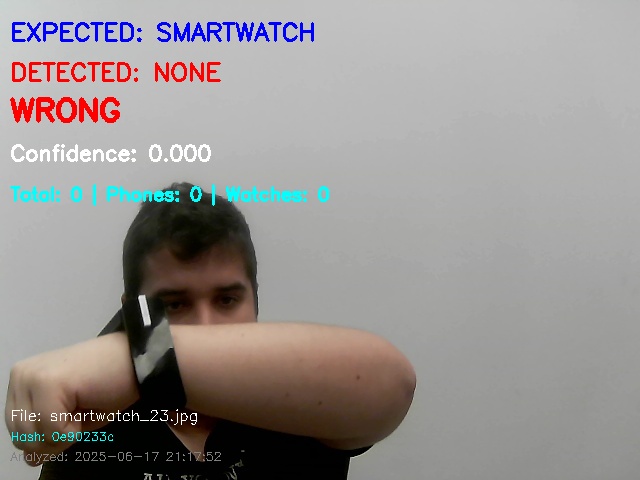 EXPECTED: SMARTWATCH
DETECTED: NONE
WRONG
Confidence: 0.000
Total: 0 | Phones: 0 | Watches: 0
File: smartwatch_23.jpg
Hash: 0e90233c
Analyzed: 2025-06-17 21:17:52